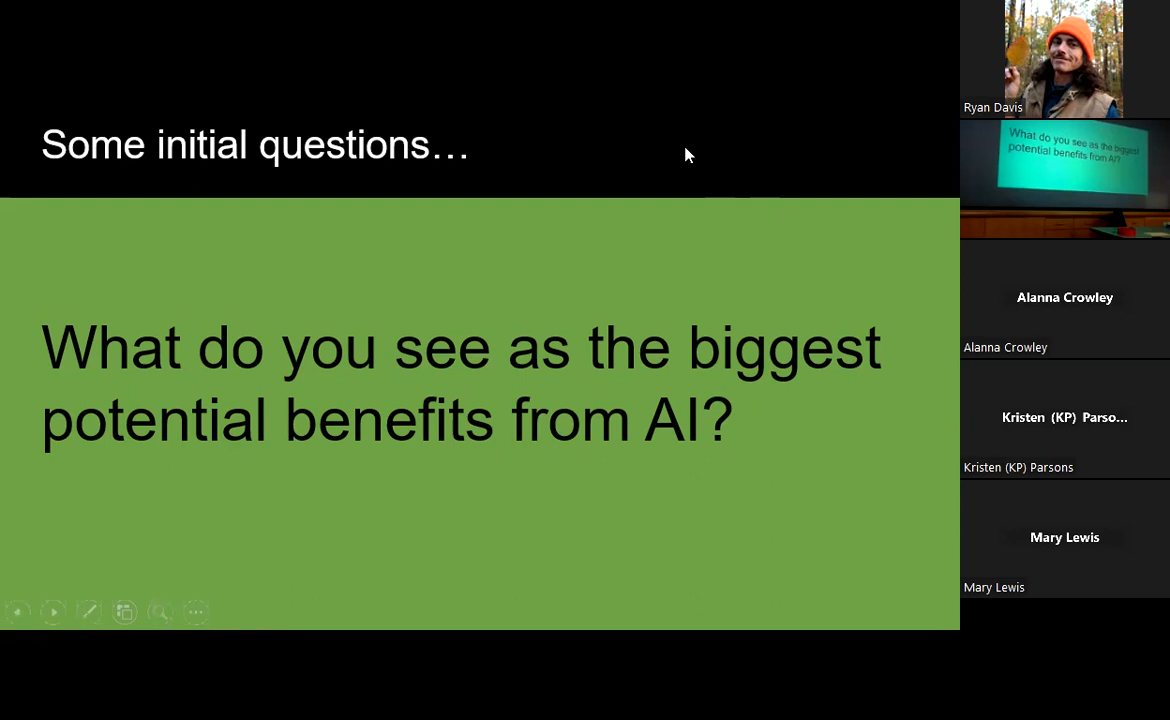 Some initial questions…
What do you see as the biggest
potential benefits from AI?
Ryan Davis
What do you see as the biggest
potential benefits from AI?
Alanna Crowley
Alanna Crowley
Kristen (KP) Parso...
Kristen (KP) Parsons
Mary Lewis
Mary Lewis